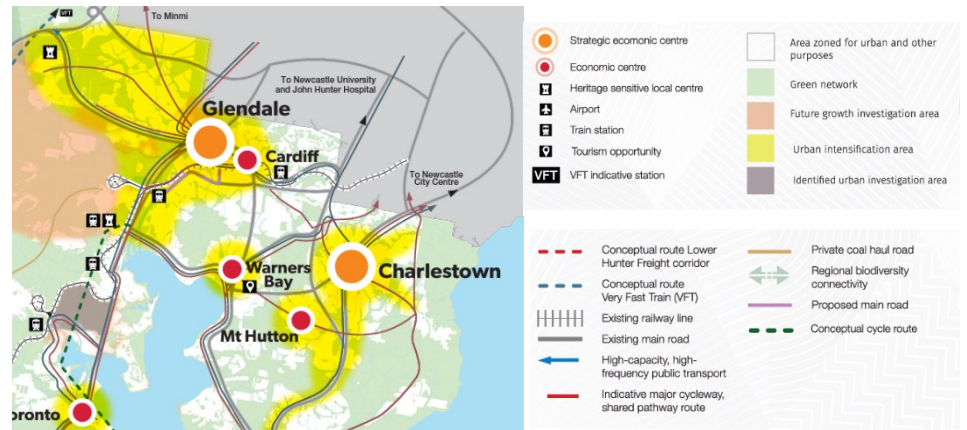 VFT
To Minmi
To Newcastle University
and John Hunter Hospital
Glendale
Cardiff
To Newcastle
City Centre
Warners
Bay
Charlestown
Mt Hutton
oronto
Strategic ecomonic centre
Economic centre
Heritage sensitive local centre
Airport
Train station
Tourism opportunity
VFT VFT indicative station
Area zoned for urban and other
purposes
Green network
Future growth investigation area
Urban intensification area
Identified urban investigation area
Conceptual route Lower
Hunter Freight corridor
Conceptual route
Very Fast Train (VFT)
Existing railway line
Existing main road
High-capacity, high-
frequency public transport
Indicative major cycleway,
shared pathway route
Private coal haul road
Regional biodiversity
connectivity
Proposed main road
Conceptual cycle route